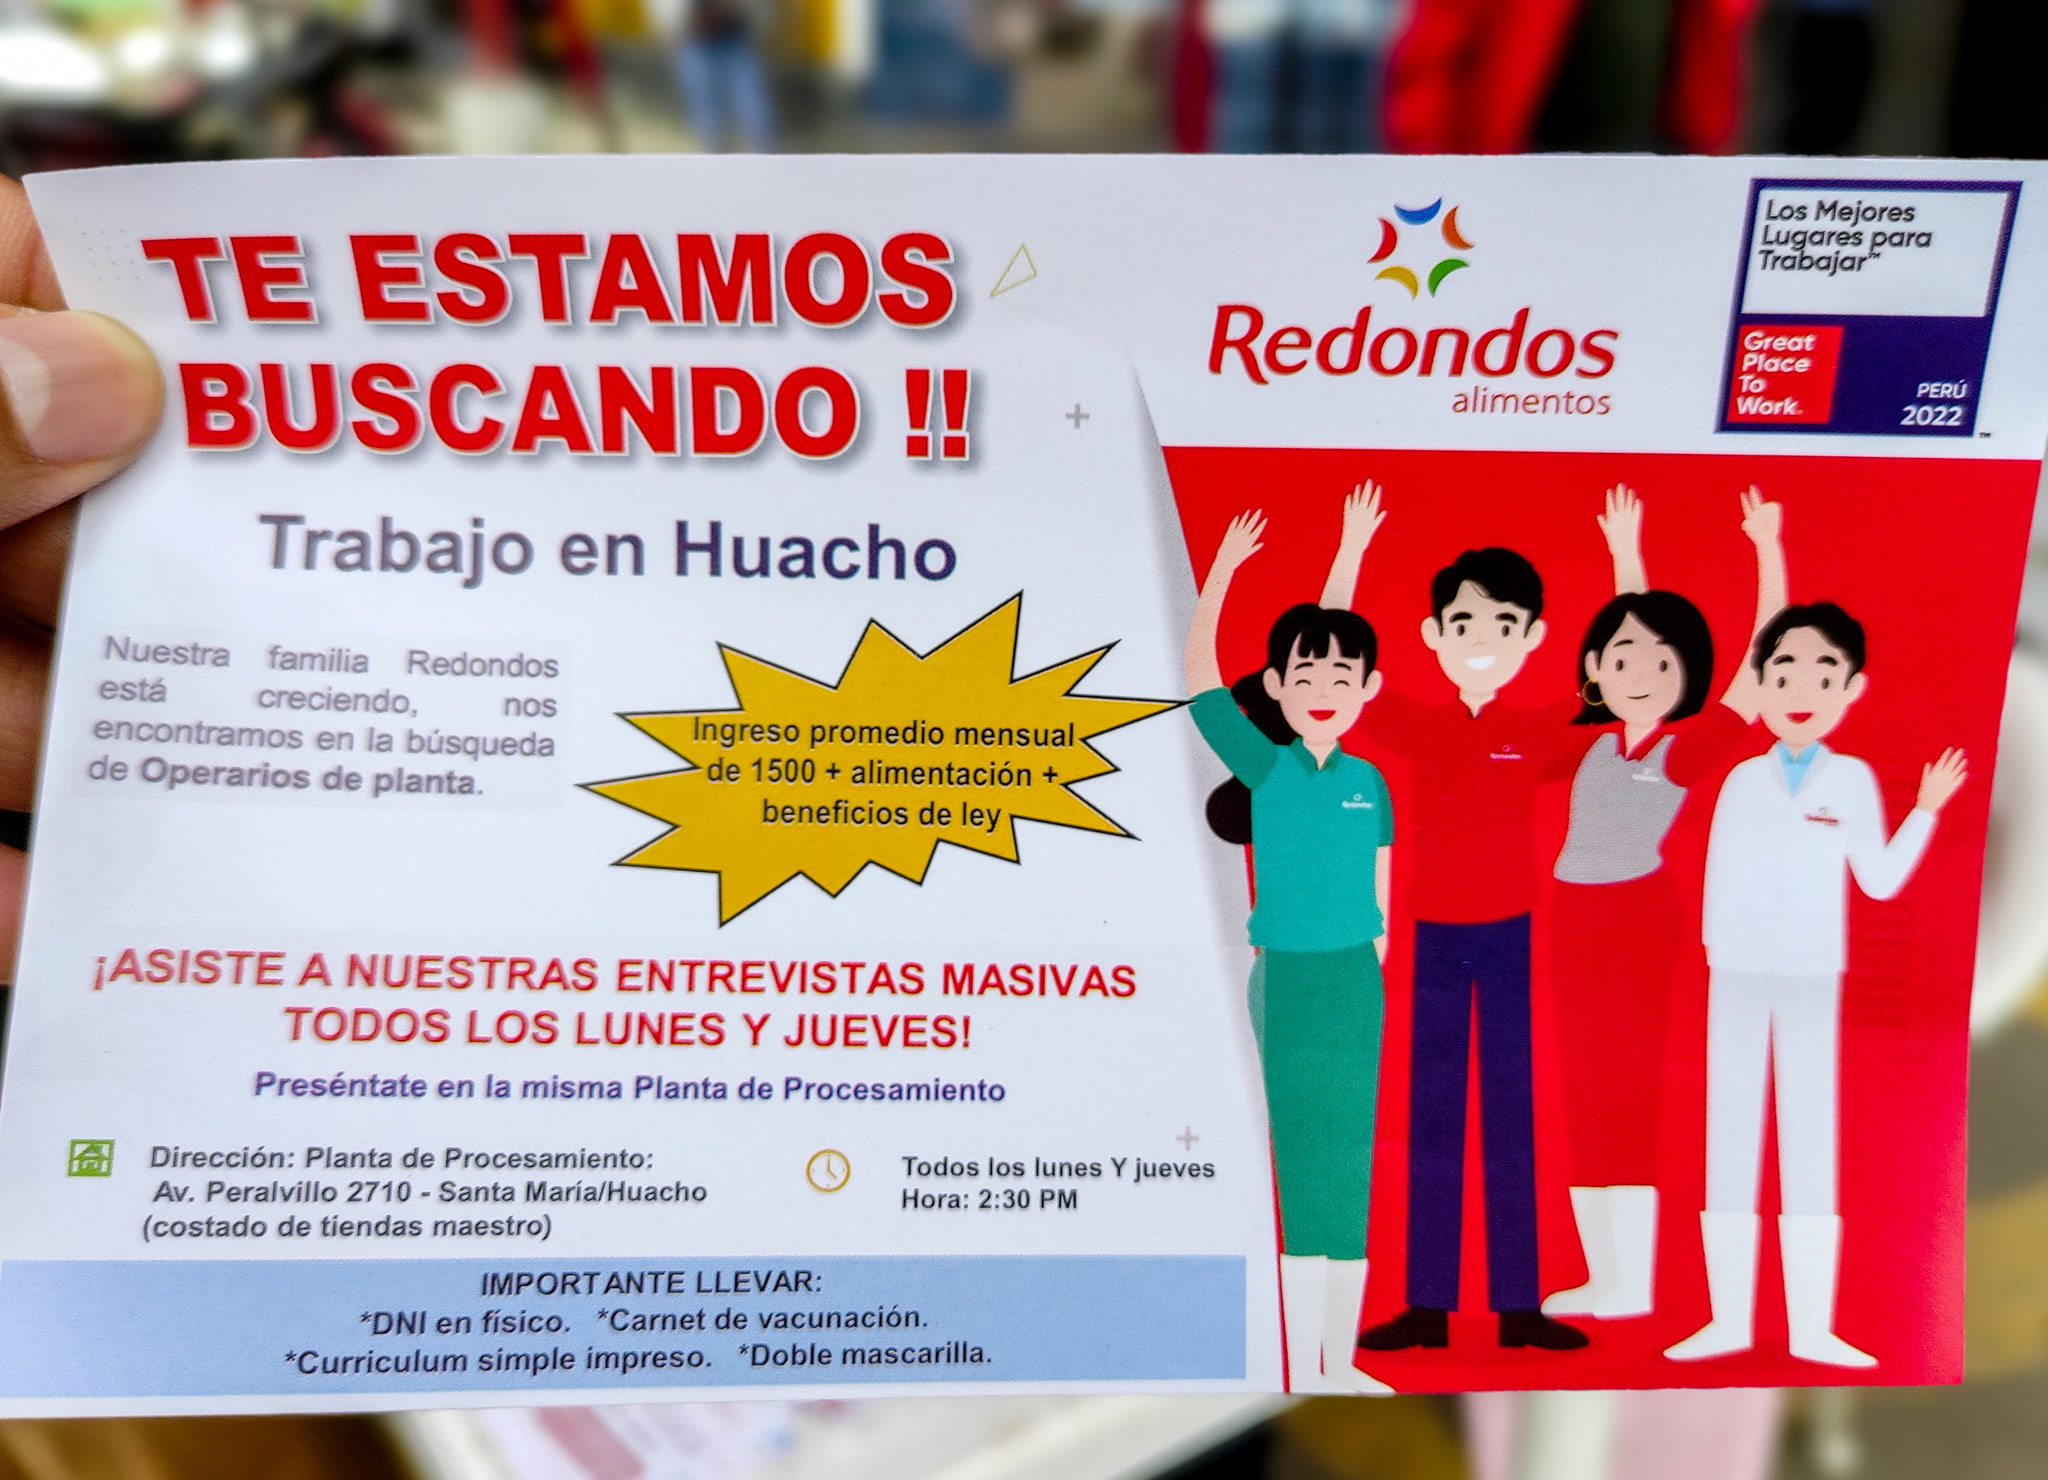 TE ESTAMOS
BUSCANDO !!
Trabajo en Huacho
Nuestra familia Redondos
está creciendo, nos
encontramos en la búsqueda
de Operarios de planta.
Ingreso promedio mensual
de 1500 + alimentación +
beneficios de ley
¡ASISTE A NUESTRAS ENTREVISTAS MASIVAS
TODOS LOS LUNES Y JUEVES!
Preséntate en la misma Planta de Procesamiento
Dirección: Planta de Procesamiento:
Av. Peralvillo 2710 - Santa María/Huacho
(costado de tiendas maestro)
Todos los lunes Y jueves
Hora: 2:30 PM
IMPORTANTE LLEVAR:
*DNI en físico. *Carnet de vacunación.
*Curriculum simple impreso. *Doble mascarilla.
Redondos
alimentos
Los Mejores
Lugares para
Trabajar™
Great
Place
To
Work.
PERÚ
2022
™